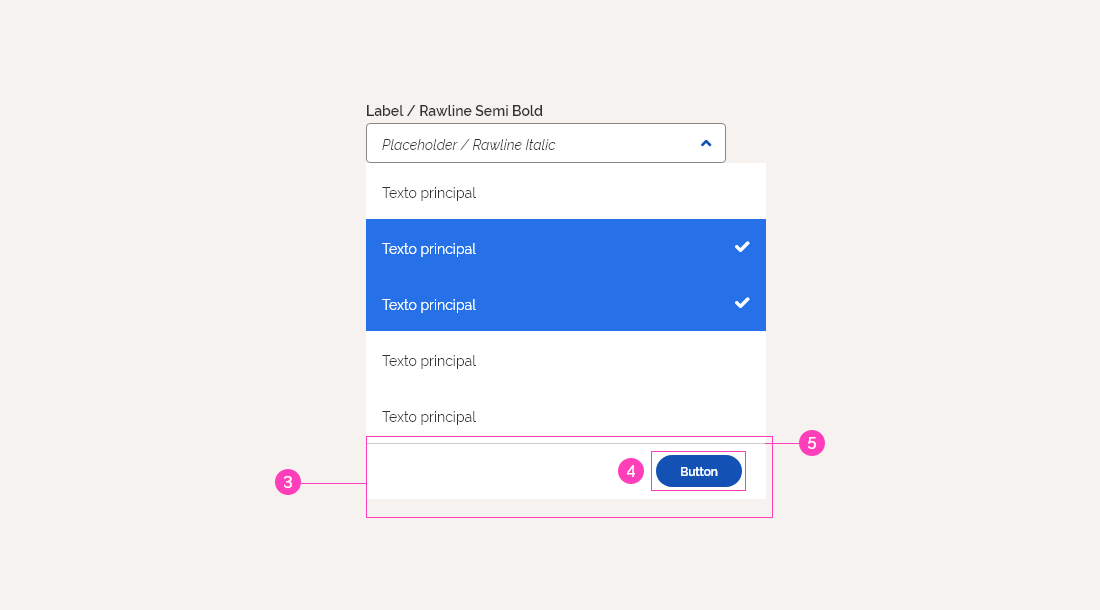 Label / Rawline Semi Bold
Placeholder / Rawline Italic
Texto principal
Texto principal
Texto principal
Texto principal
Texto principal
5
4
Button
3